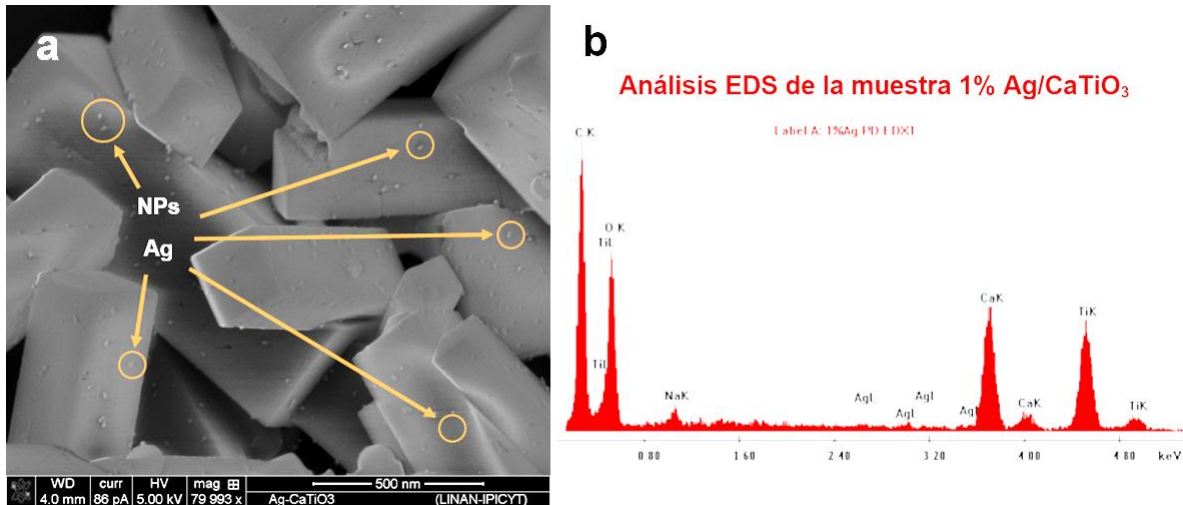 a
NPs
Ag
WD curr HV mag ⊞
4.0 mm 86 pA 5.00 kV 79 993 x
500 nm
Ag-CaTiO3 (LINAN-IPICYT)
b
Análisis EDS de la muestra 1% Ag/CaTiO₃
Label A: 1%Ag PD EDX1
C K
O K
TiL
TiL
NaK
AgL
AgL
AgL
AgL
CaK
CaK
TiK
TiK
0.80 1.60 2.40 3.20 4.00 4.80 keV